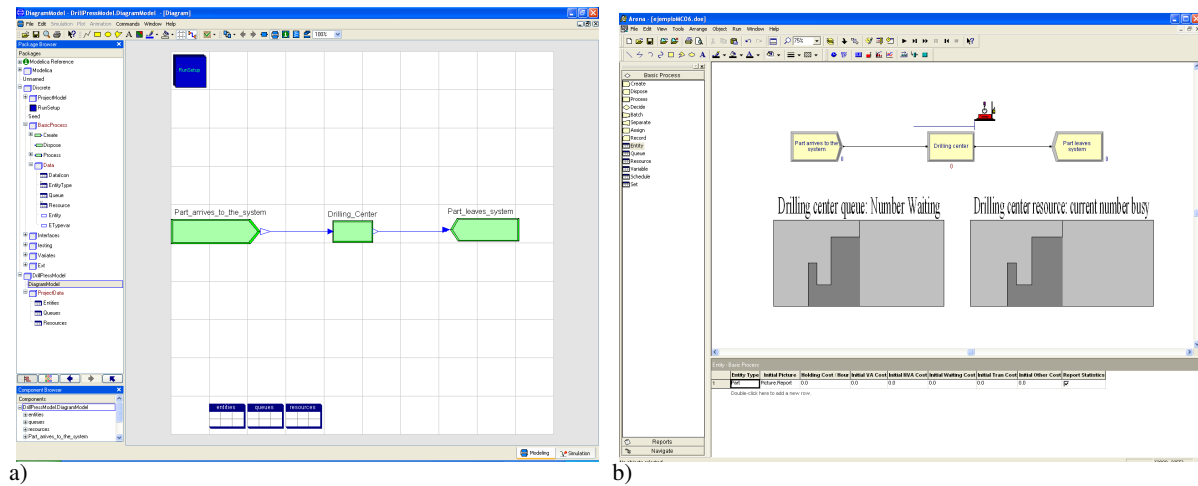 DiagramModel - DrillPressModel.DiagramModel - [Diagram]
File Edit Simulation Plot Animation Commands Window Help
100%
Package Browser
Packages
Modelica Reference
Modelica
Unnamed
Discrete
ProjectModel
RunSetup
Seed
BasicProcess
Create
Dispose
Process
Data
DataIcon
EntityType
Queue
Resource
Entity
ETypevar
Interfaces
testing
Variates
Ext
DrillPressModel
DiagramModel
ProjectData
Entities
Queues
Resources
Component Browser
Components
DrillPressModel.DiagramModel
entities
queues
resources
Part_arrives_to_the_system
RunSetup
Part_arrives_to_the_system
Drilling_Center
Part_leaves_system
entities queues resources
Modeling Simulation
a)
Arena - [ejemploMCD6.doe]
File Edit View Tools Arrange Object Run Window Help
75%
Basic Process
Create
Dispose
Process
Decide
Batch
Separate
Assign
Record
Entity
Queue
Resource
Variable
Schedule
Set
Reports
Navigate
Part arrives to the
system
0
Drilling center
0
Part leaves
system
0
Drilling center queue: Number Waiting
Drilling center resource: current number busy
Entity - Basic Process
Entity Type Initial Picture Holding Cost / Hour Initial VA Cost Initial NVA Cost Initial Waiting Cost Initial Tran Cost Initial Other Cost Report Statistics
1 Part Picture.Report 0.0 0.0 0.0 0.0 0.0 0.0
Double-click here to add a new row.
b)